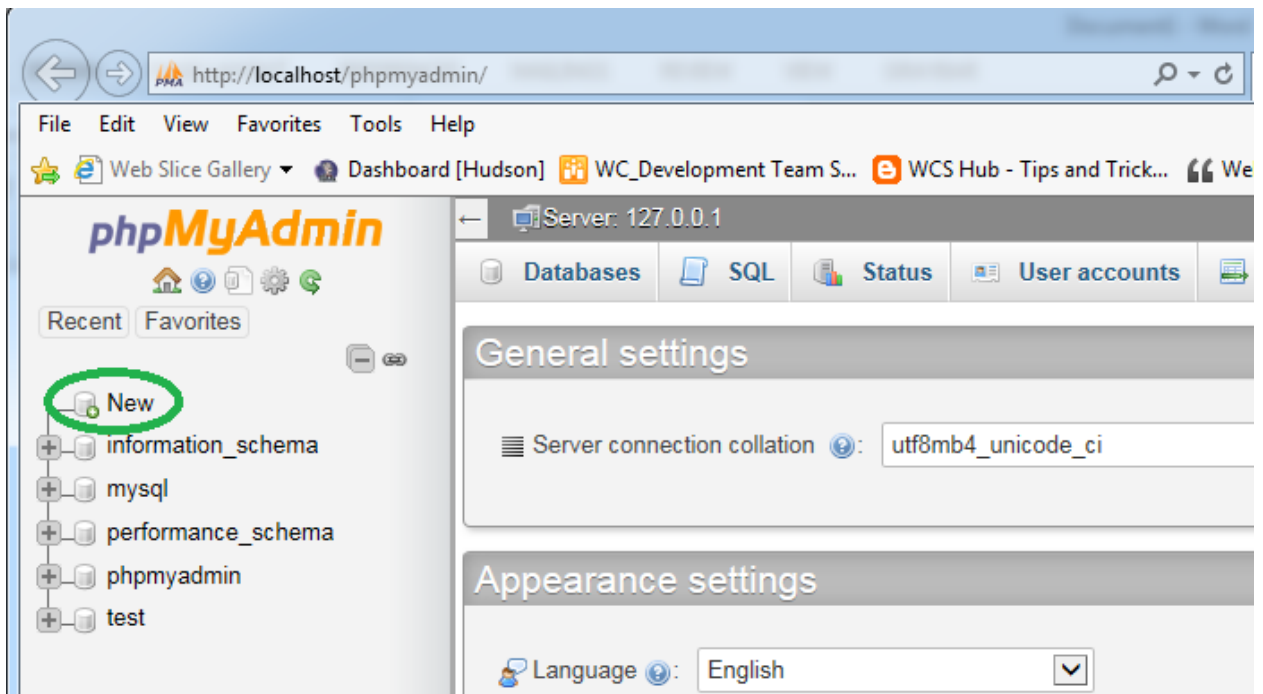 PMA http://localhost/phpmyadmin/
File Edit View Favorites Tools Help
Web Slice Gallery Dashboard [Hudson] WC_Development Team S... WCS Hub - Tips and Trick... We
phpMyAdmin
Server: 127.0.0.1
Databases SQL Status User accounts
Recent Favorites
General settings
New
information_schema
Server connection collation : utf8mb4_unicode_ci
mysql
performance_schema
phpmyadmin
Appearance settings
test
Language : English